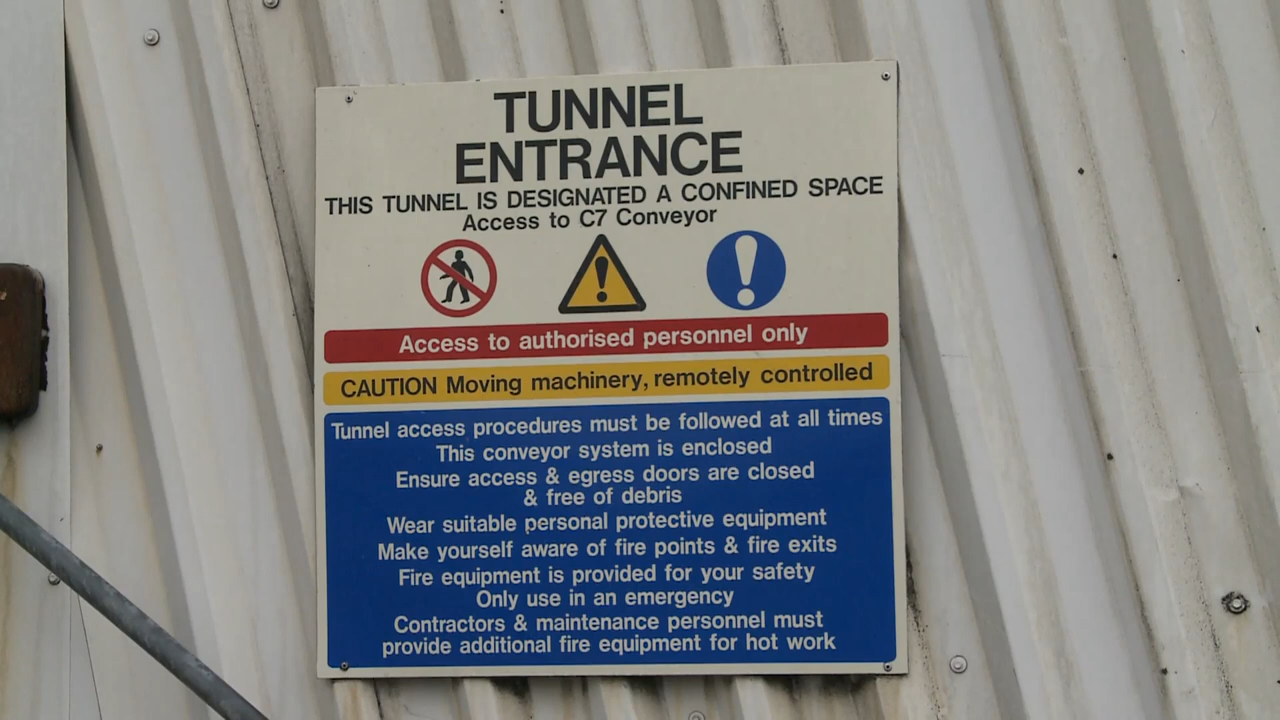 TUNNEL
ENTRANCE
THIS TUNNEL IS DESIGNATED A CONFINED SPACE
Access to C7 Conveyor
Access to authorised personnel only
CAUTION Moving machinery, remotely controlled
Tunnel access procedures must be followed at all times
This conveyor system is enclosed
Ensure access & egress doors are closed
& free of debris
Wear suitable personal protective equipment
Make yourself aware of fire points & fire exits
Fire equipment is provided for your safety
Only use in an emergency
Contractors & maintenance personnel must
provide additional fire equipment for hot work